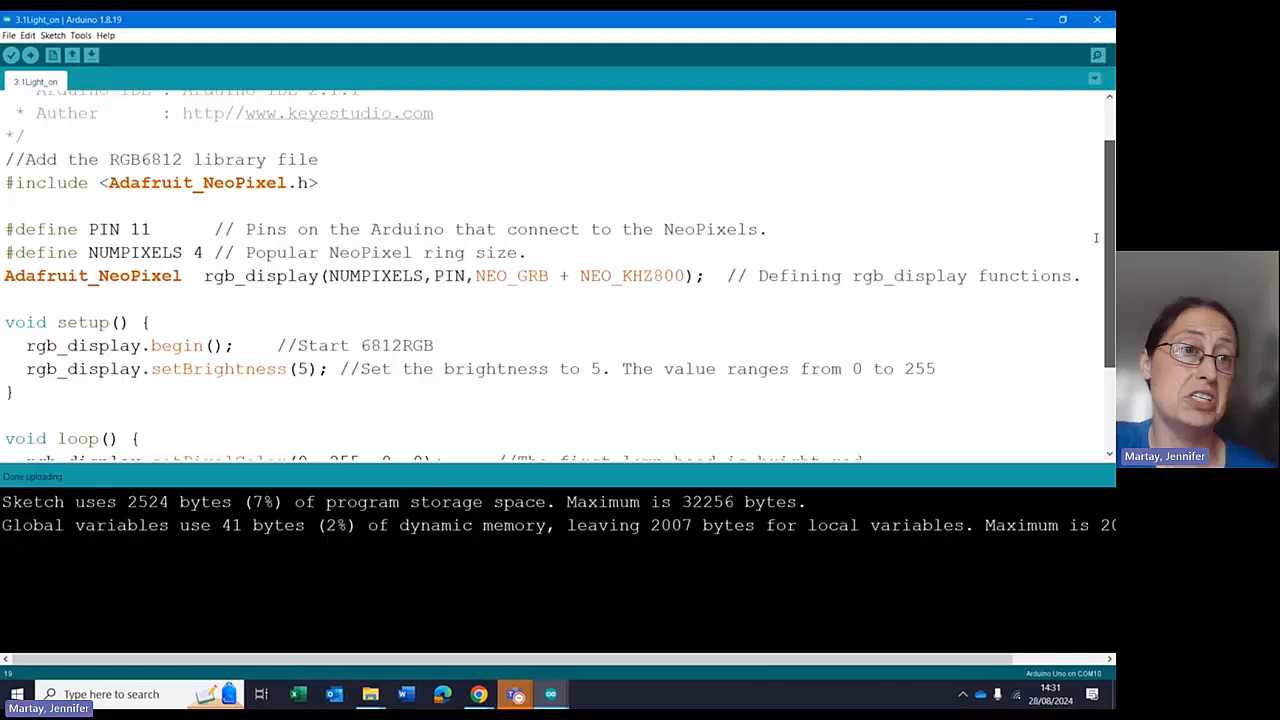 3.1Light_on | Arduino 1.8.19
File Edit Sketch Tools Help
3.1Light_on
* Auther : http//www.keyestudio.com
*/
//Add the RGB6812 library file
#include <Adafruit_NeoPixel.h>
#define PIN 11 // Pins on the Arduino that connect to the NeoPixels.
#define NUMPIXELS 4 // Popular NeoPixel ring size.
Adafruit_NeoPixel rgb_display(NUMPIXELS,PIN,NEO_GRB + NEO_KHZ800); // Defining rgb_display functions.
void setup() {
rgb_display.begin(); //Start 6812RGB
rgb_display.setBrightness(5); //Set the brightness to 5. The value ranges from 0 to 255
}
void loop() {
Done uploading.
Sketch uses 2524 bytes (7%) of program storage space. Maximum is 32256 bytes.
Global variables use 41 bytes (2%) of dynamic memory, leaving 2007 bytes for local variables. Maximum is 20
19
Arduino Uno on COM10
Type here to search
14:31
28/08/2024
Martay, Jennifer
Martay, Jennifer